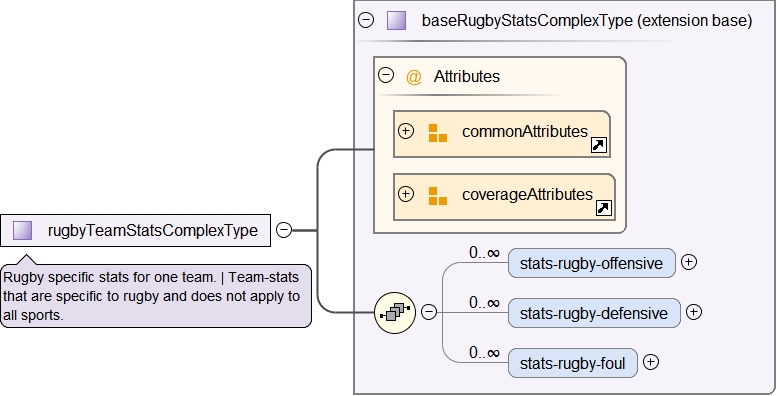 baseRugbyStatsComplexType (extension base)
@ Attributes
commonAttributes
coverageAttributes
rugbyTeamStatsComplexType
Rugby specific stats for one team. | Team-stats
that are specific to rugby and does not apply to
all sports.
0..∞
stats-rugby-offensive
0..∞
stats-rugby-defensive
0..∞
stats-rugby-foul